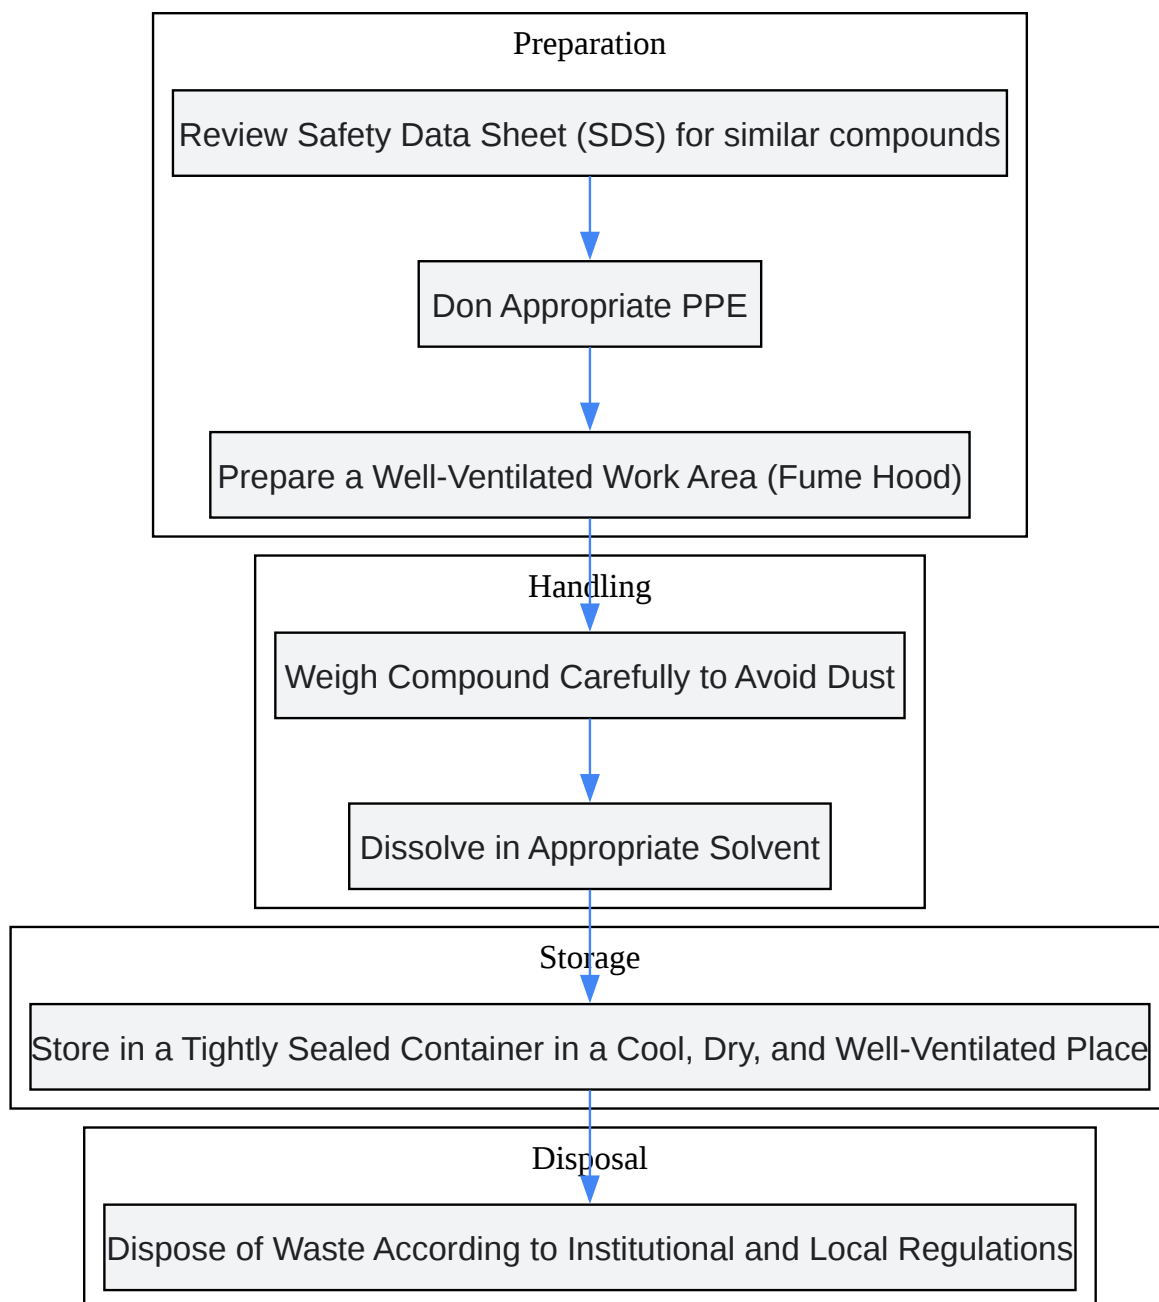 Preparation
Review Safety Data Sheet (SDS) for similar compounds
Don Appropriate PPE
Prepare a Well-Ventilated Work Area (Fume Hood)
Handling
Weigh Compound Carefully to Avoid Dust
Dissolve in Appropriate Solvent
Storage
Store in a Tightly Sealed Container in a Cool, Dry, and Well-Ventilated Place
Disposal
Dispose of Waste According to Institutional and Local Regulations